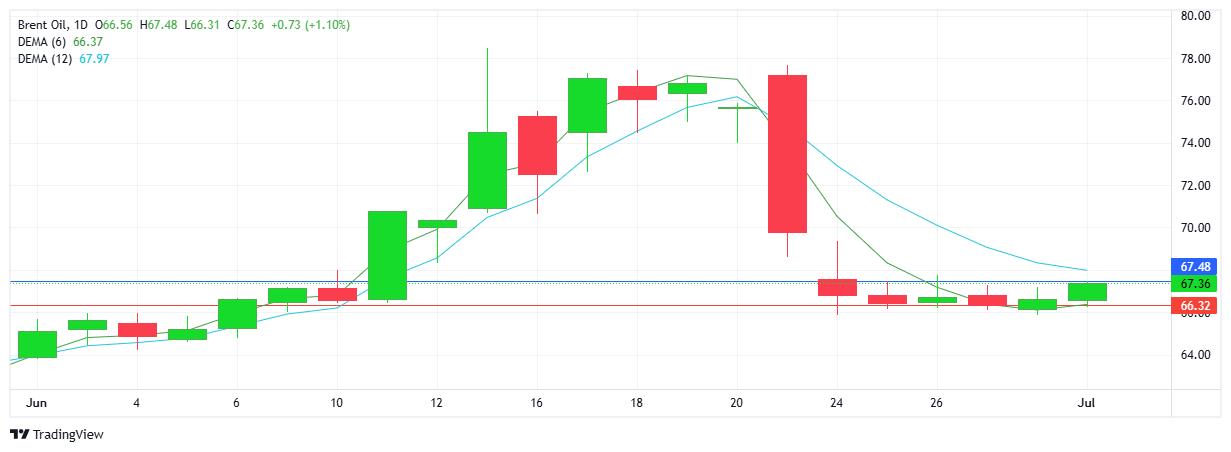 Brent Oil, 1D O66.56 H67.48 L66.31 C67.36 +0.73 (+1.10%)
DEMA (6) 66.37
DEMA (12) 67.97
80.00
78.00
76.00
74.00
72.00
70.00
67.48
67.36
66.32
64.00
Jun 4 6 10 12 16 18 20 24 26 Jul
TradingView